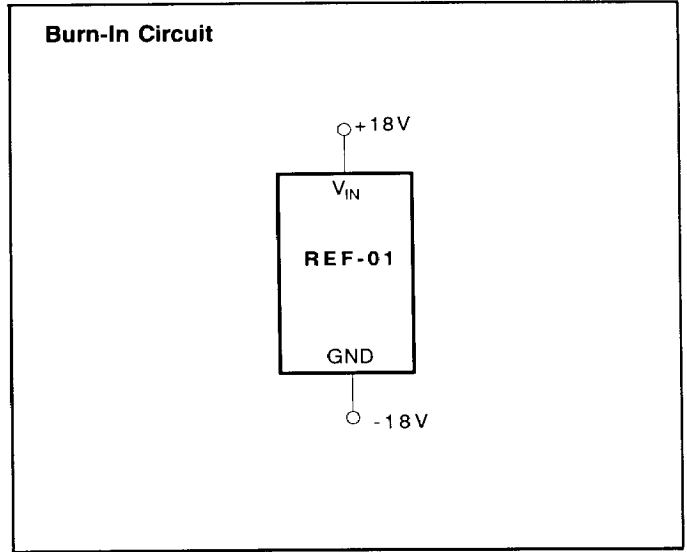 Burn-In Circuit
+18V
VIN
REF-01
GND
-18V